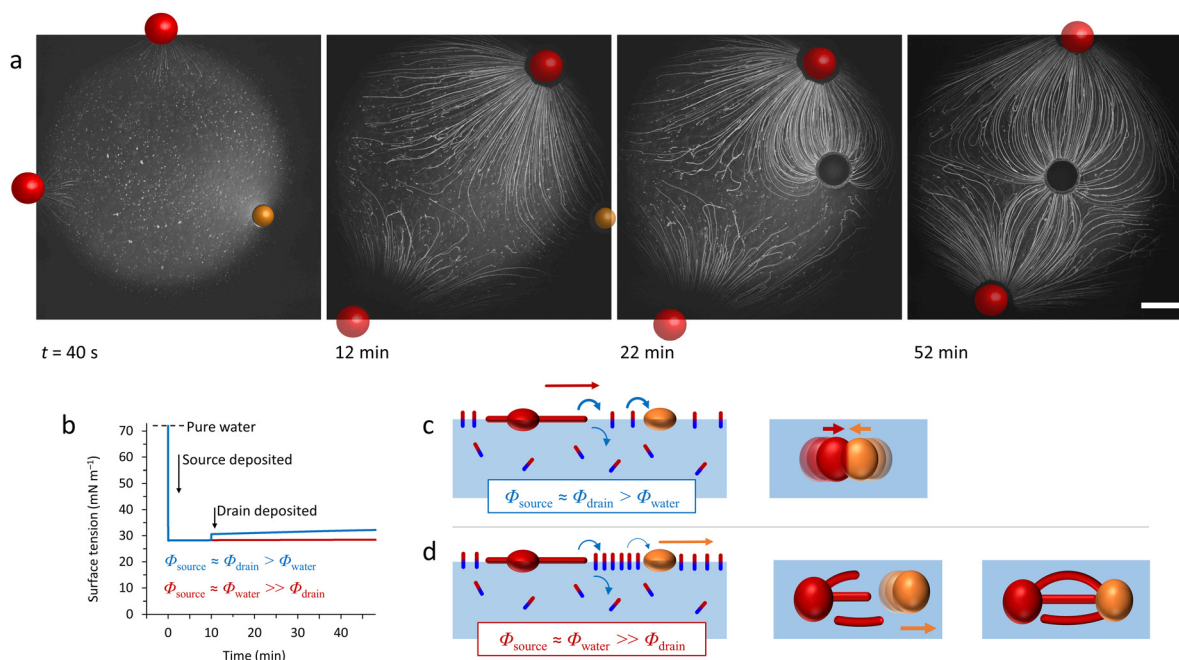 a
t = 40 s
12 min
22 min
52 min
b
70
60
50
40
30
20
10
0
Surface tension (mN m⁻¹)
Pure water
Source deposited
Drain deposited
Φsource ≈ Φdrain > Φwater
Φsource ≈ Φwater >> Φdrain
0
10
20
30
40
Time (min)
c
Φsource ≈ Φdrain > Φwater
d
Φsource ≈ Φwater >> Φdrain